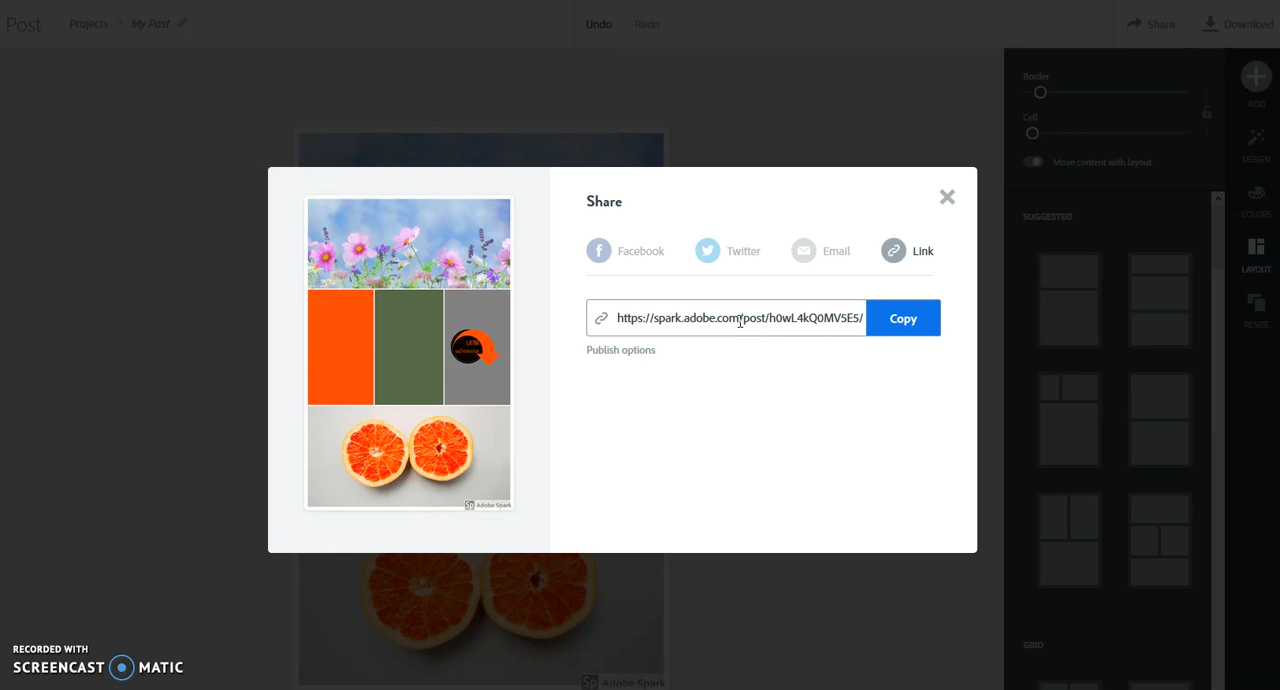 Post Projects My Post Undo Redo Share Download
Border
Cell
Move content with layout
SUGGESTED
GRID
ADD
DESIGN
COLORS
LAYOUT
RESIZE
Share
Facebook Twitter Email Link
https://spark.adobe.com/post/h0wL4kQ0MV5E5/ Copy
Publish options
Sp Adobe Spark
Sp Adobe Spark
RECORDED WITH
SCREENCAST MATIC